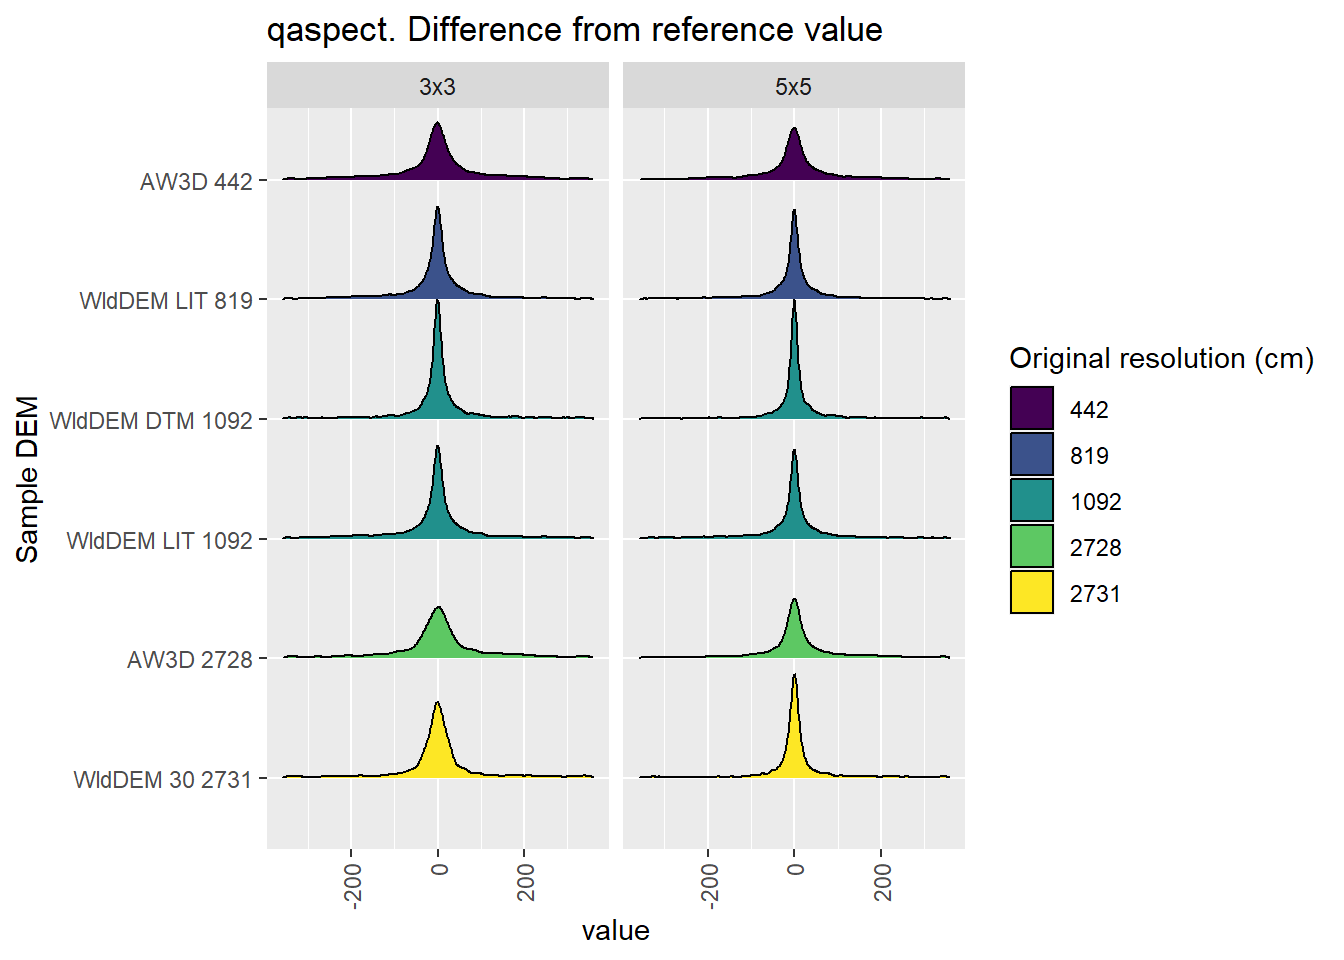 qaspect. Difference from reference value
3x3
5x5
Sample DEM
AW3D 442
WldDEM LIT 819
WldDEM DTM 1092
WldDEM LIT 1092
AW3D 2728
WldDEM 30 2731
-200
0
200
-200
0
200
value
Original resolution (cm)
442
819
1092
2728
2731